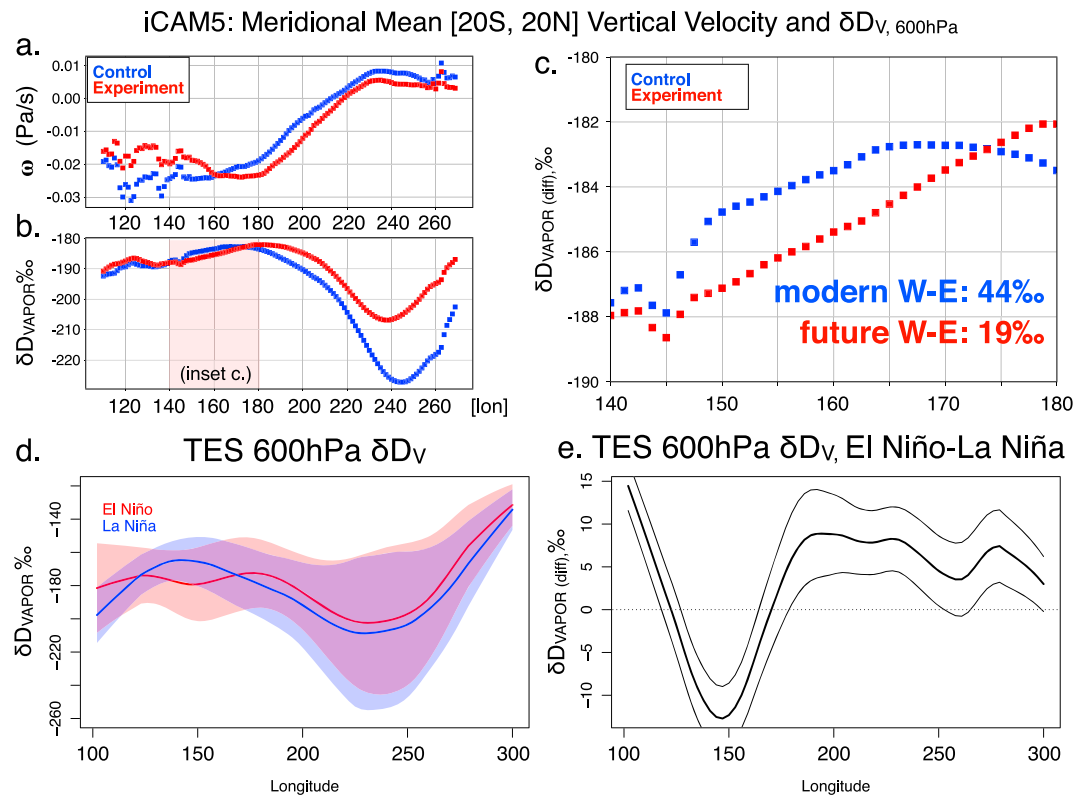 iCAM5: Meridional Mean [20S, 20N] Vertical Velocity and δDV, 600hPa
a.
Control
Experiment
0.01
0.00
-0.01
-0.02
-0.03
ω (Pa/s)
120 140 160 180 200 220 240 260
b.
-180
-190
-200
-210
-220
δDVAPOR‰
(inset c.)
120 140 160 180 200 220 240 260 [lon]
c.
Control
Experiment
-180
-182
-184
-186
-188
-190
δDVAPOR (diff),‰
modern W-E: 44‰
future W-E: 19‰
140 150 160 170 180
d. TES 600hPa δDV
El Niño
La Niña
-140
-180
-220
-260
δDVAPOR ‰
100 150 200 250 300
Longitude
e. TES 600hPa δDV, El Niño-La Niña
15
10
5
0
-10
δDVAPOR (diff),‰
100 150 200 250 300
Longitude